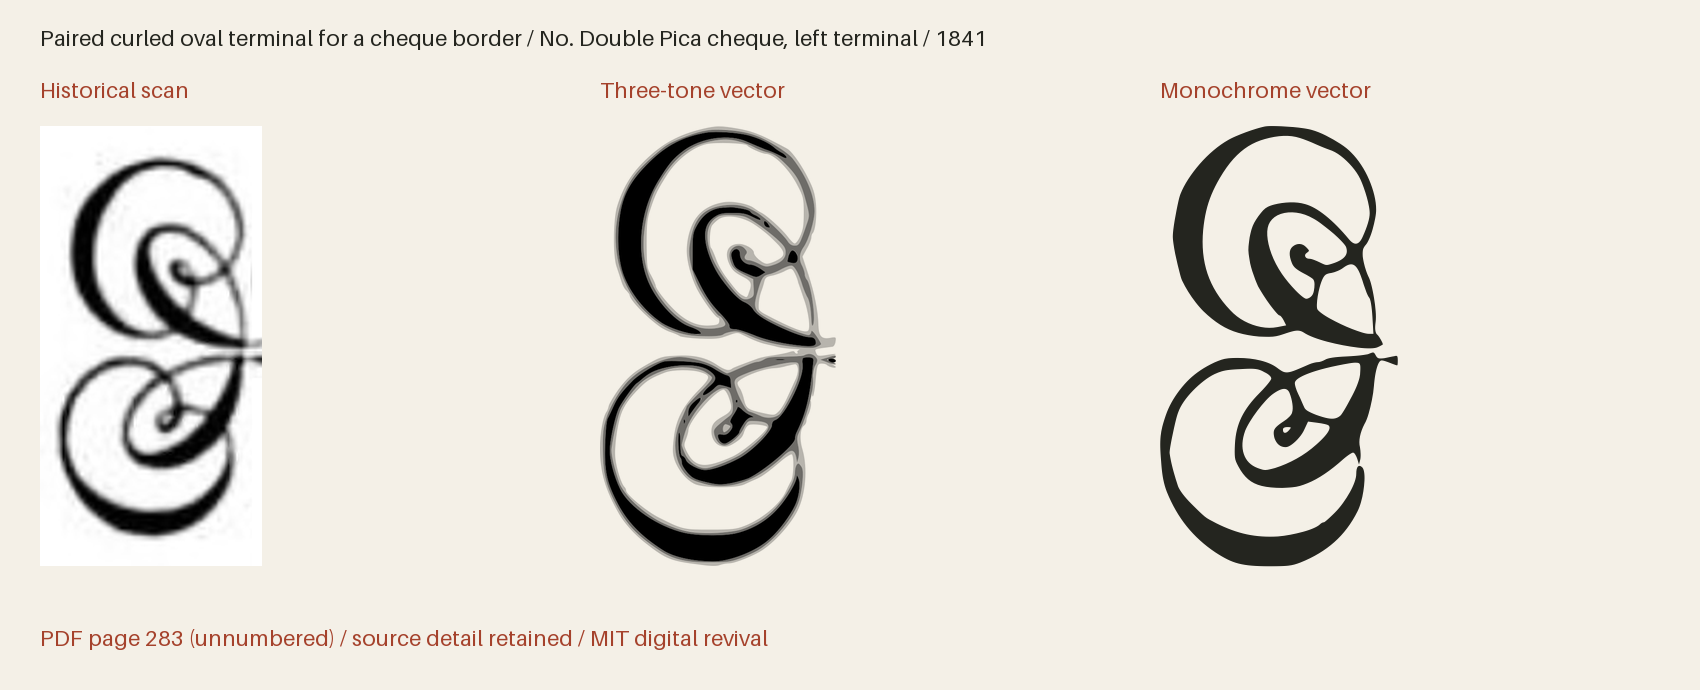 Paired curled oval terminal for a cheque border / No. Double Pica cheque, left terminal / 1841
Historical scan
Three-tone vector
Monochrome vector
PDF page 283 (unnumbered) / source detail retained / MIT digital revival